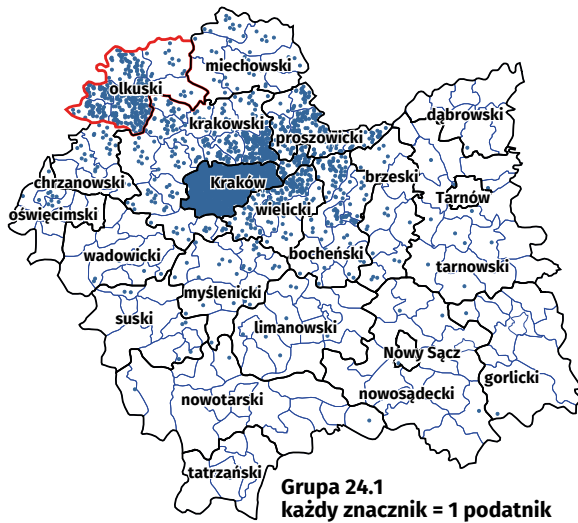 miechowski
olkuski
krakowski
proszowicki
dąbrowski
chrzanowski
Kraków
brzeski
Tarnów
oświęcimski
wielicki
wadowicki
bocheński
tarnowski
myślenicki
suski
limanowski
Nowy Sącz
gorlicki
nowotarski
nowosądecki
tatrzański
Grupa 24.1
każdy znacznik = 1 podatnik